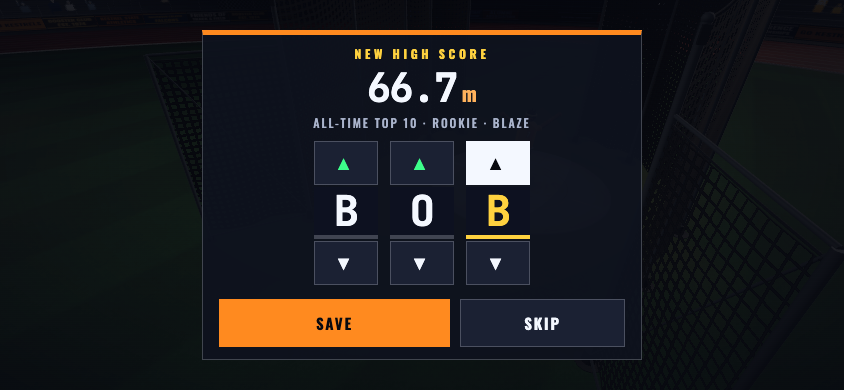 NEW HIGH SCORE
66.7m
ALL-TIME TOP 10 · ROOKIE · BLAZE
▲ ▲ ▲
B O B
▼ ▼ ▼
SAVE SKIP